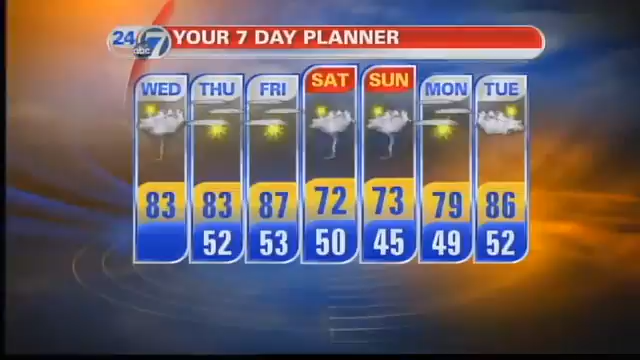 24 abc 7 YOUR 7 DAY PLANNER
WED THU FRI SAT SUN MON TUE
83 83 87 72 73 79 86
52 53 50 45 49 52